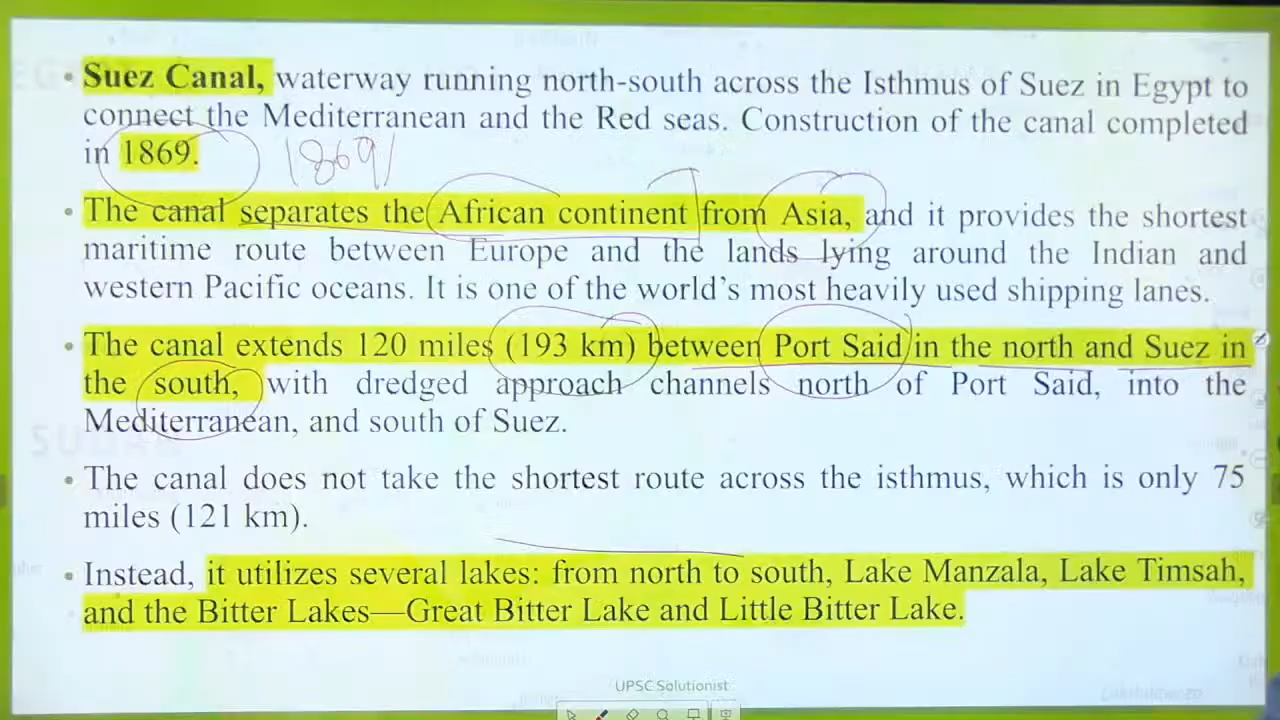 • Suez Canal, waterway running north-south across the Isthmus of Suez in Egypt to
connect the Mediterranean and the Red seas. Construction of the canal completed
in 1869. 1869
• The canal separates the African continent from Asia, and it provides the shortest
maritime route between Europe and the lands lying around the Indian and
western Pacific oceans. It is one of the world's most heavily used shipping lanes.
• The canal extends 120 miles (193 km) between Port Said in the north and Suez in
the south, with dredged approach channels north of Port Said, into the
Mediterranean, and south of Suez.
• The canal does not take the shortest route across the isthmus, which is only 75
miles (121 km).
• Instead, it utilizes several lakes: from north to south, Lake Manzala, Lake Timsah,
and the Bitter Lakes—Great Bitter Lake and Little Bitter Lake.
UPSC Solutionist